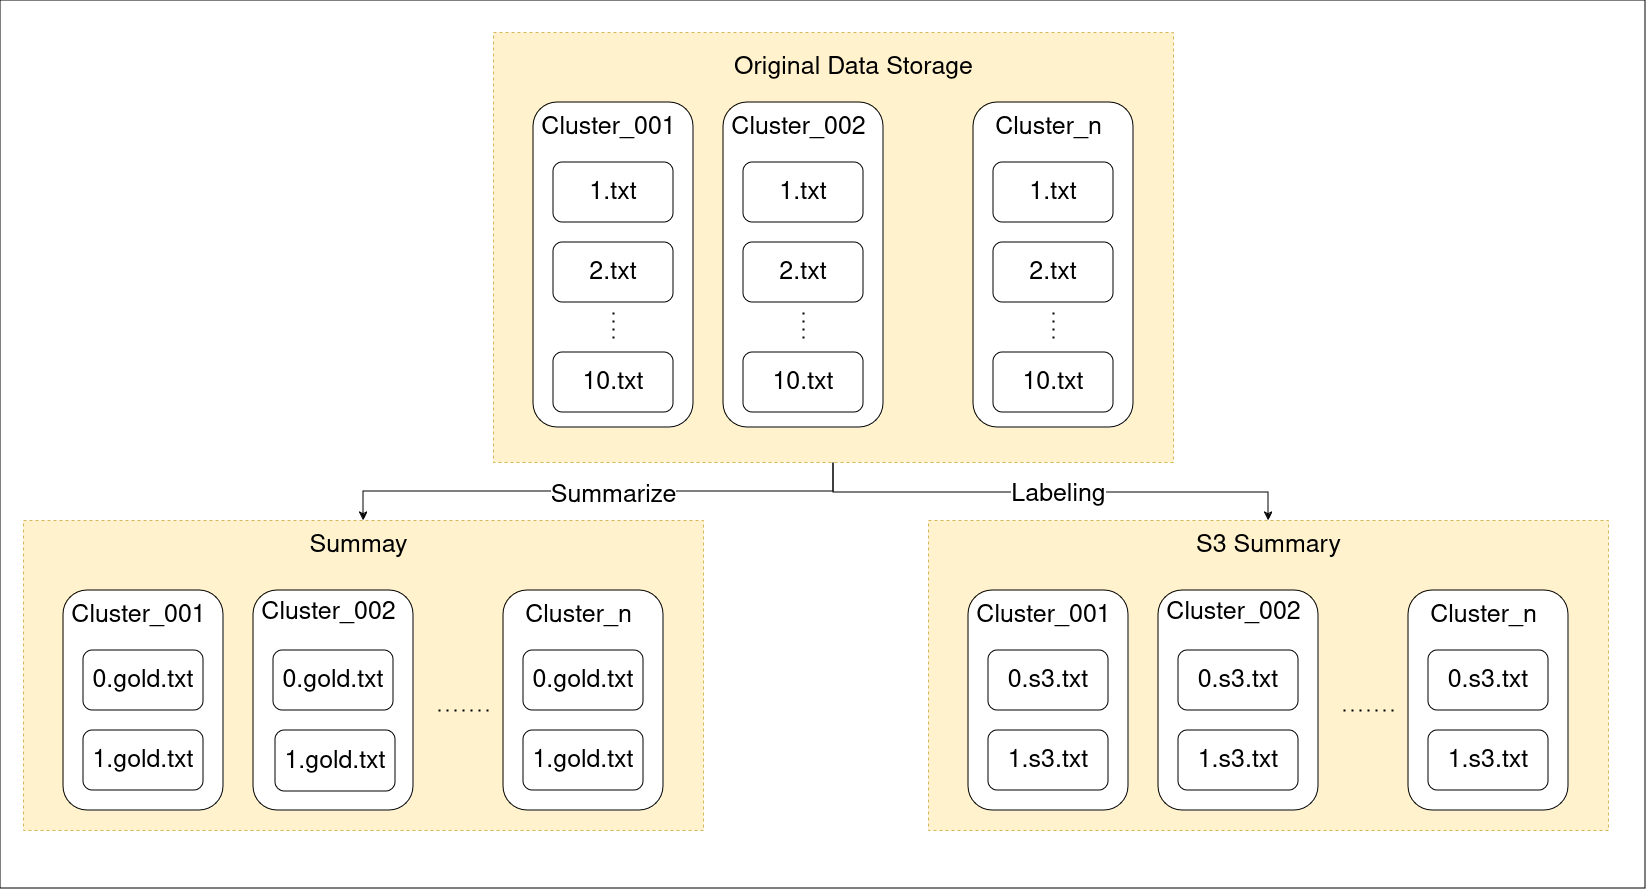 Original Data Storage
Cluster_001
Cluster_002
Cluster_n
1.txt
1.txt
1.txt
2.txt
2.txt
2.txt
10.txt
10.txt
10.txt
Summarize
Labeling
Summay
Cluster_001
Cluster_002
Cluster_n
0.gold.txt
0.gold.txt
.......
0.gold.txt
1.gold.txt
1.gold.txt
1.gold.txt
S3 Summary
Cluster_001
Cluster_002
Cluster_n
0.s3.txt
0.s3.txt
.......
0.s3.txt
1.s3.txt
1.s3.txt
1.s3.txt